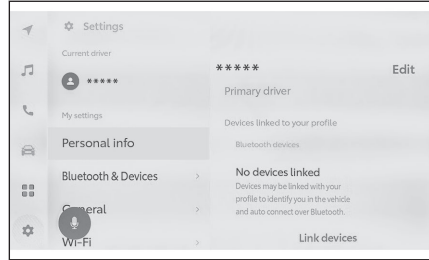 Settings
Current driver
*****
My settings
Personal info
Bluetooth & Devices
General
Wi-Fi
*****
Edit
Primary driver
Devices linked to your profile
Bluetooth devices
No devices linked
Devices may be linked with your
profile to identify you in the vehicle
and auto connect over Bluetooth.
Link devices